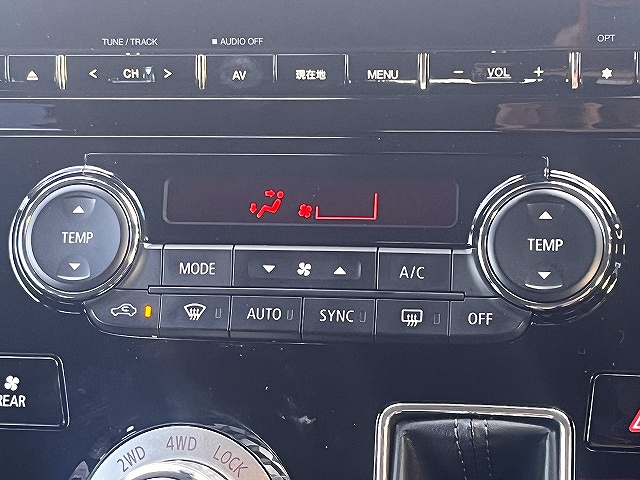 TUNE / TRACK
AUDIO OFF
OPT
CH
AV
現在地
MENU
- VOL +
TEMP
TEMP
MODE
A/C
AUTO
SYNC
OFF
REAR
2WD
4WD
LOCK